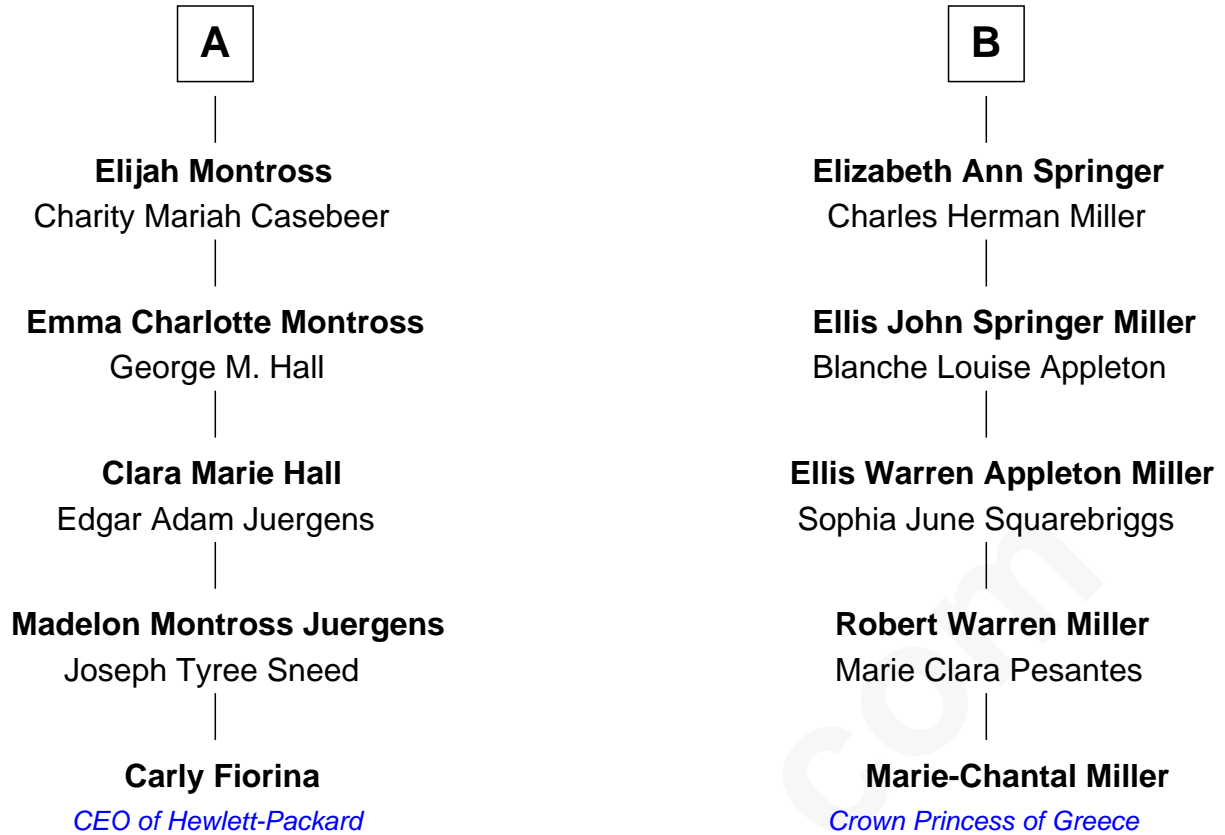 A
Elijah Montross
Charity Mariah Casebeer
Emma Charlotte Montross
George M. Hall
Clara Marie Hall
Edgar Adam Juergens
Madelon Montross Juergens
Joseph Tyree Sneed
Carly Fiorina
CEO of Hewlett-Packard
B
Elizabeth Ann Springer
Charles Herman Miller
Ellis John Springer Miller
Blanche Louise Appleton
Ellis Warren Appleton Miller
Sophia June Squarebriggs
Robert Warren Miller
Marie Clara Pesantes
Marie-Chantal Miller
Crown Princess of Greece
com